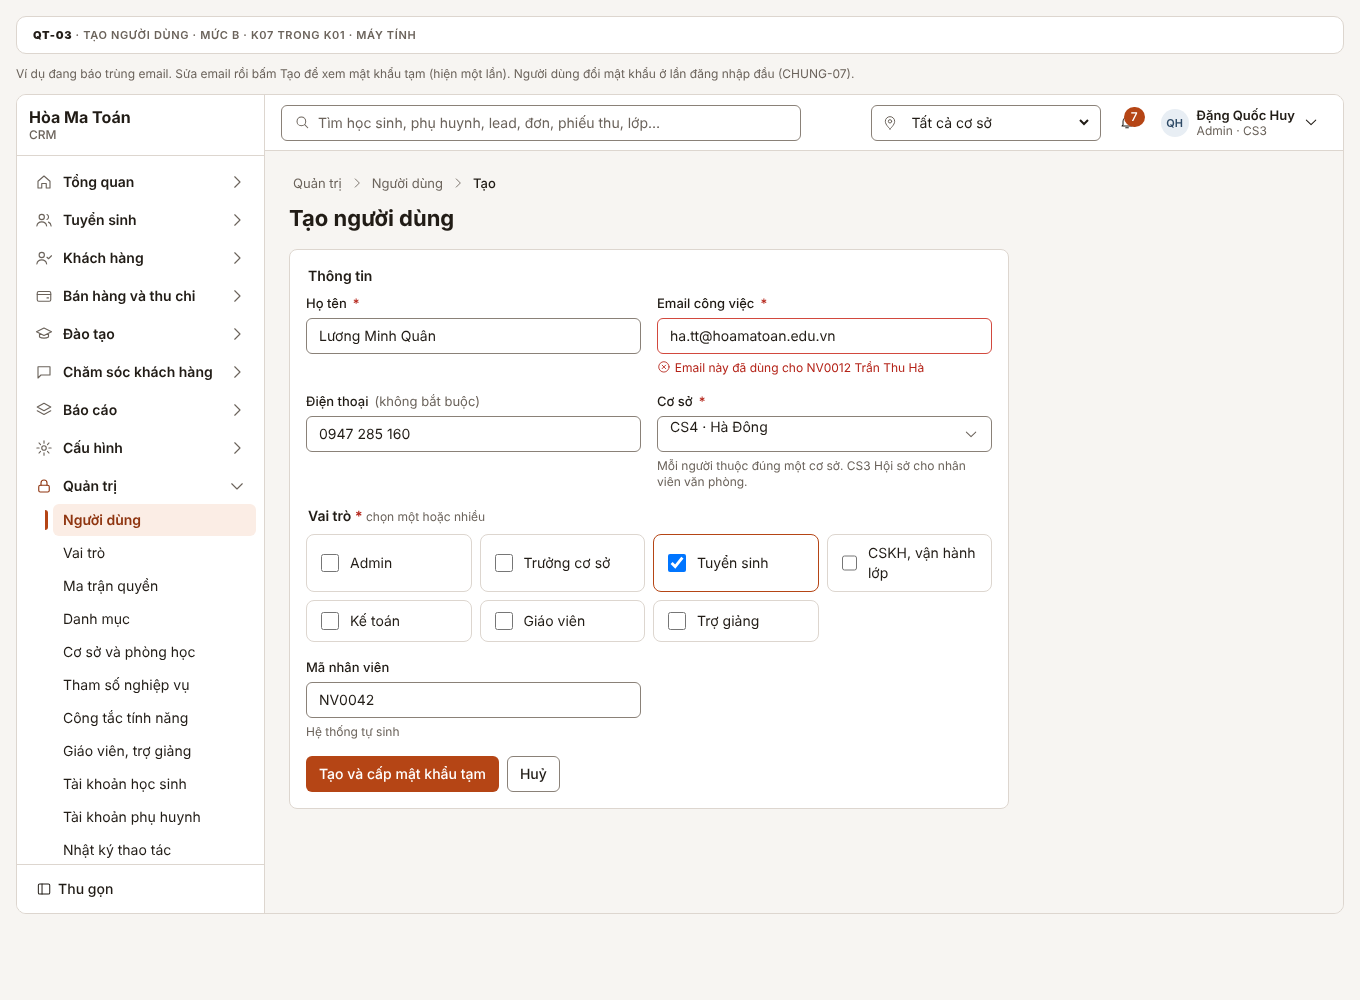 QT-03 · TẠO NGƯỜI DÙNG · MỨC B · K07 TRONG K01 · MÁY TÍNH
Ví dụ đang báo trùng email. Sửa email rồi bấm Tạo để xem mật khẩu tạm (hiện một lần). Người dùng đổi mật khẩu ở lần đăng nhập đầu (CHUNG-07).
Hòa Ma Toán
CRM
Tìm học sinh, phụ huynh, lead, đơn, phiếu thu, lớp...
Tất cả cơ sở
7
QH
Đặng Quốc Huy
Admin · CS3
Tổng quan
Tuyển sinh
Khách hàng
Bán hàng và thu chi
Đào tạo
Chăm sóc khách hàng
Báo cáo
Cấu hình
Quản trị
Người dùng
Vai trò
Ma trận quyền
Danh mục
Cơ sở và phòng học
Tham số nghiệp vụ
Công tắc tính năng
Giáo viên, trợ giảng
Tài khoản học sinh
Tài khoản phụ huynh
Nhật ký thao tác
Thu gọn
Quản trị > Người dùng > Tạo
Tạo người dùng
Thông tin
Họ tên *
Lương Minh Quân
Email công việc *
ha.tt@hoamatoan.edu.vn
Email này đã dùng cho NV0012 Trần Thu Hà
Điện thoại (không bắt buộc)
0947 285 160
Cơ sở *
CS4 · Hà Đông
Mỗi người thuộc đúng một cơ sở. CS3 Hội sở cho nhân
viên văn phòng.
Vai trò * chọn một hoặc nhiều
Admin
Trưởng cơ sở
Tuyển sinh
CSKH, vận hành
lớp
Kế toán
Giáo viên
Trợ giảng
Mã nhân viên
NV0042
Hệ thống tự sinh
Tạo và cấp mật khẩu tạm
Huỷ